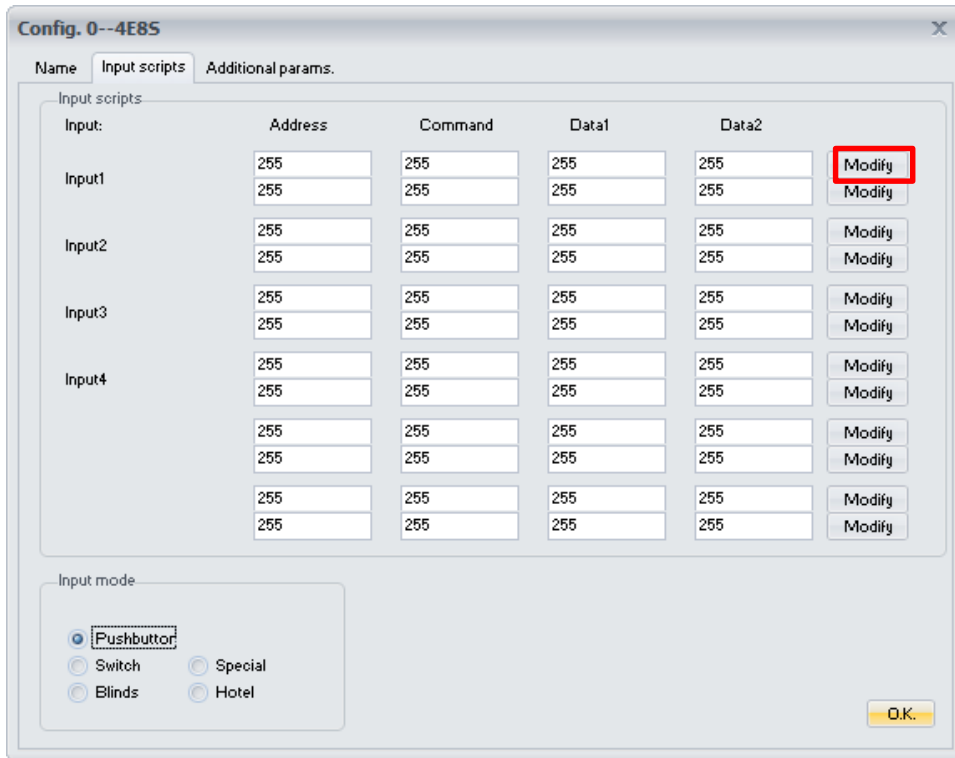 Config. 0--4E8S X
Name Input scripts Additional params.
Input scripts
Input: Address Command Data1 Data2
255 255 255 255 Modify
Input1
255 255 255 255 Modify
255 255 255 255 Modify
Input2
255 255 255 255 Modify
255 255 255 255 Modify
Input3
255 255 255 255 Modify
255 255 255 255 Modify
Input4
255 255 255 255 Modify
255 255 255 255 Modify
255 255 255 255 Modify
255 255 255 255 Modify
255 255 255 255 Modify
Input mode
Pushbutton
Switch Special
Blinds Hotel
O.K.